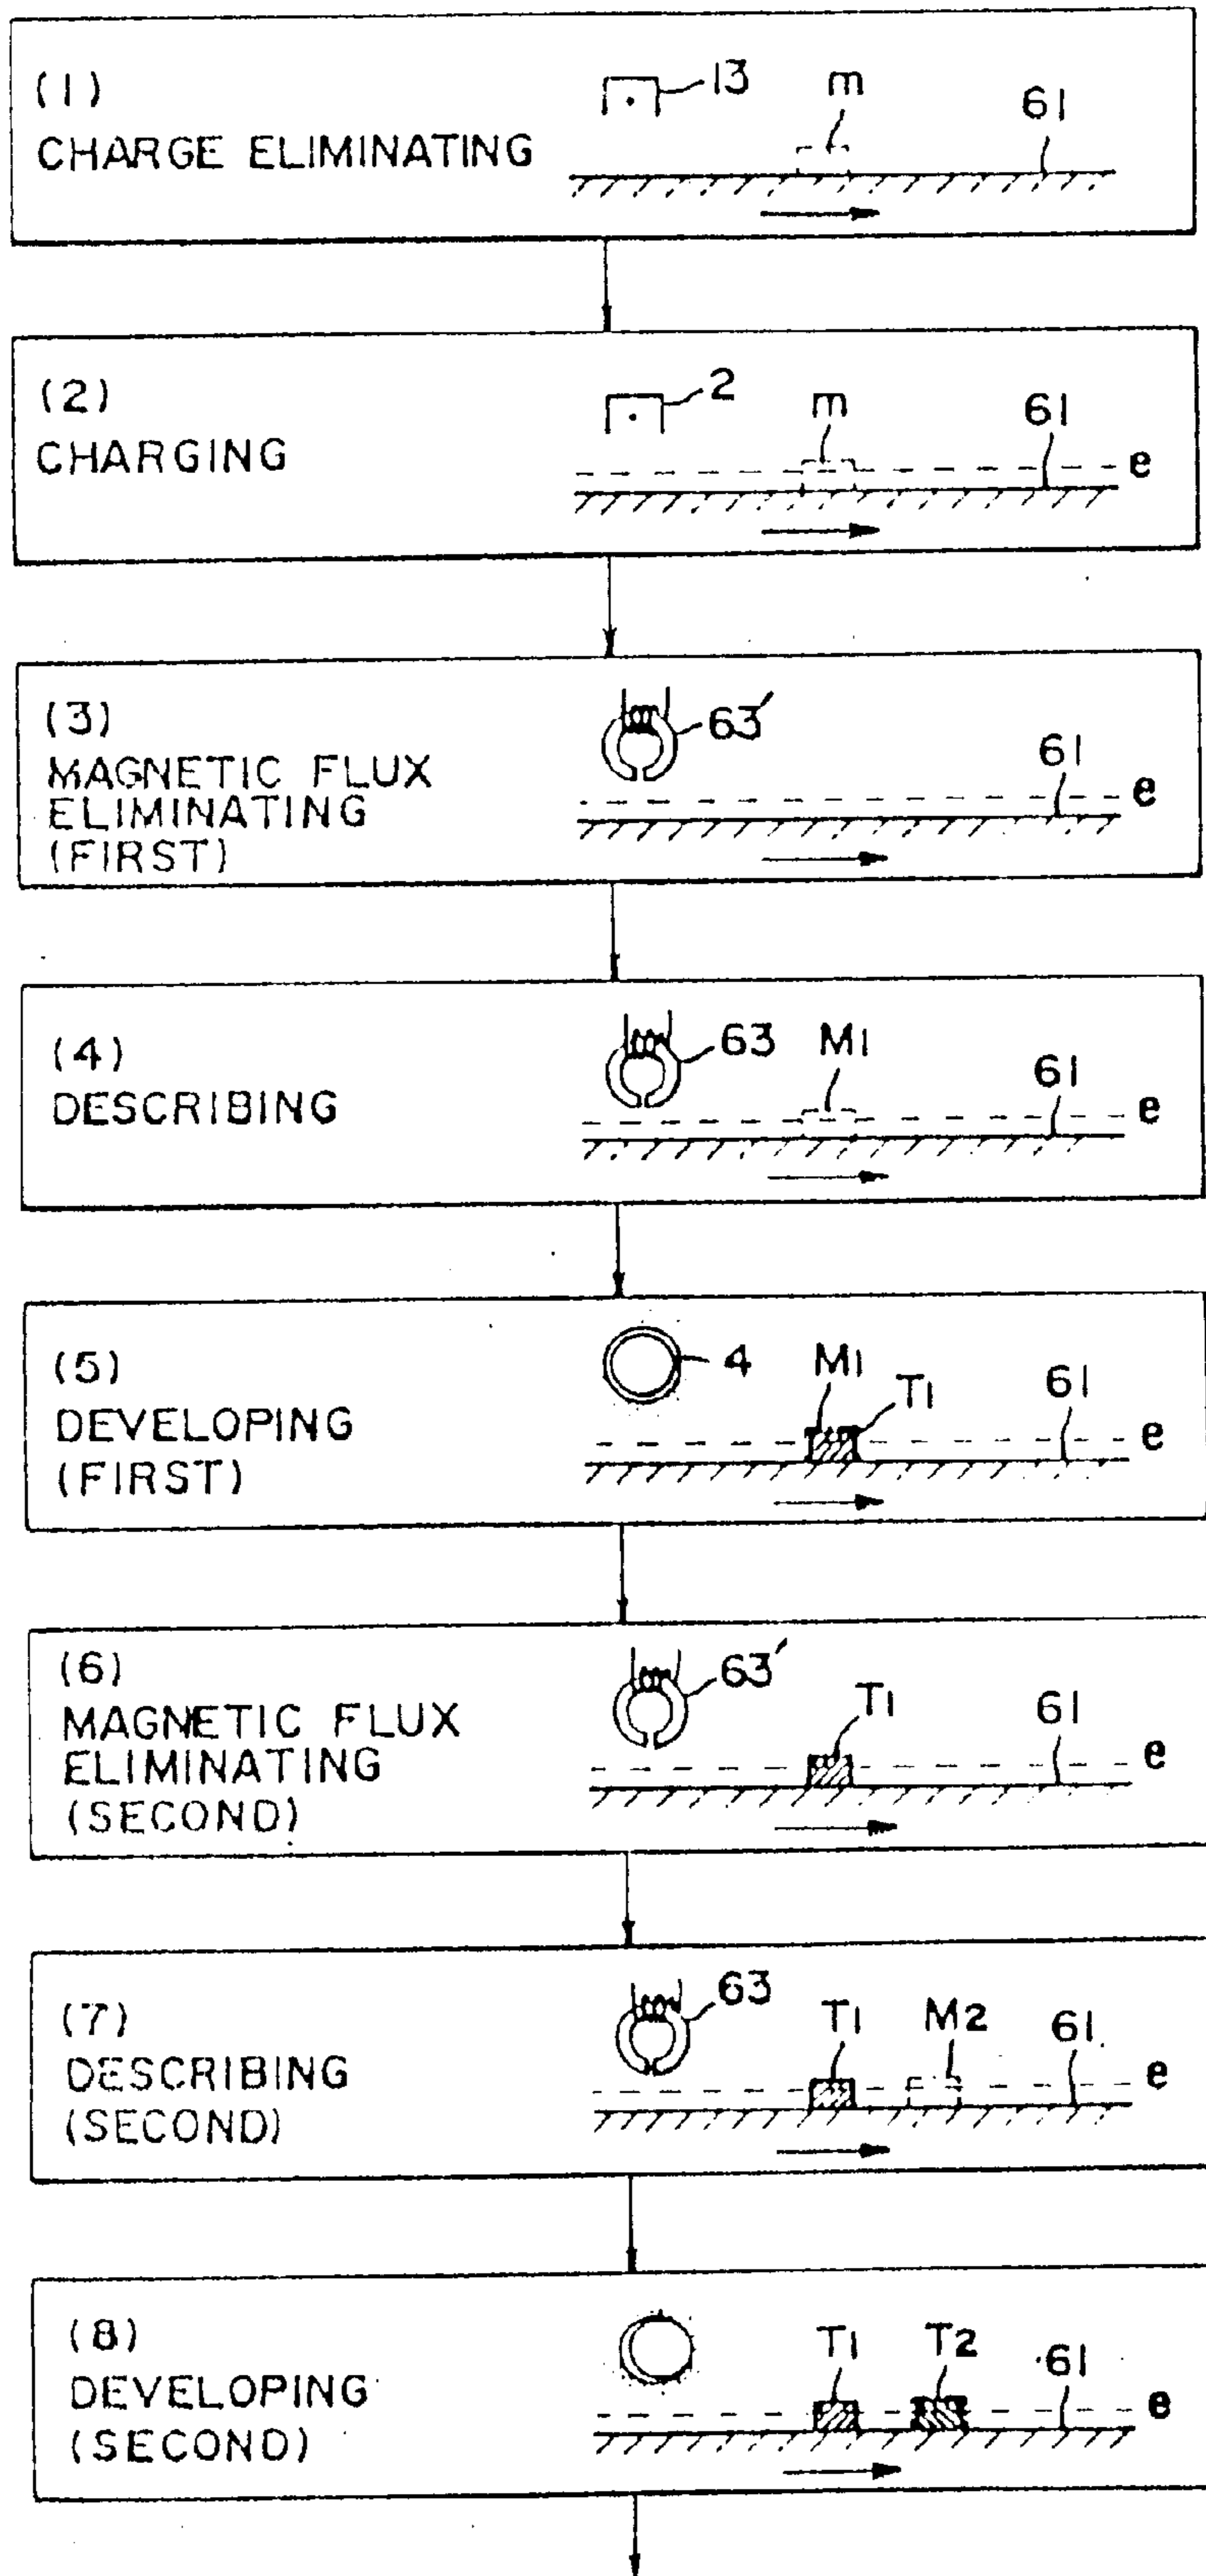 (1)
CHARGE ELIMINATING
13
m
61
(2)
CHARGING
2
m
61
e
(3)
MAGNETIC FLUX
ELIMINATING
(FIRST)
63′
61
e
(4)
DESCRIBING
63
M1
61
e
(5)
DEVELOPING
(FIRST)
4
M1
T1
61
e
(6)
MAGNETIC FLUX
ELIMINATING
(SECOND)
63′
T1
61
e
(7)
DESCRIBING
(SECOND)
63
T1
M2
61
e
(8)
DEVELOPING
(SECOND)
T1
T2
61
e